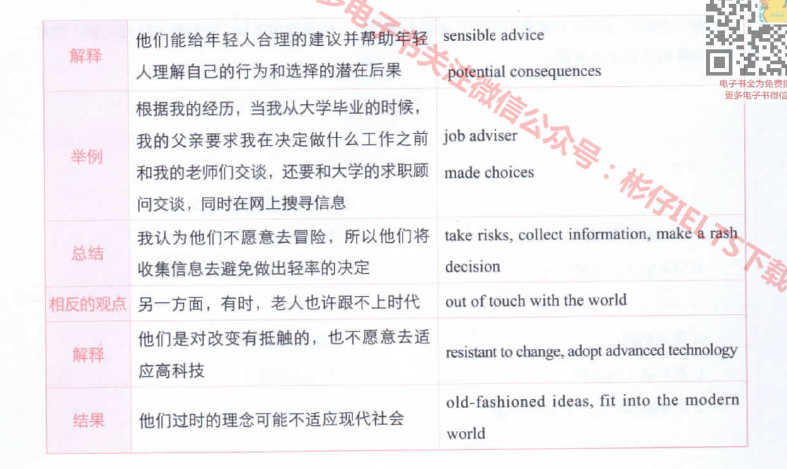 多电子书关注微信公众号：彬仔IELTS下载
电子书全为免费
更多电子书微信
解释
他们能给年轻人合理的建议并帮助年轻
人理解自己的行为和选择的潜在后果
sensible advice
potential consequences
举例
根据我的经历，当我从大学毕业的时候，
我的父亲要求我在决定做什么工作之前
和我的老师们交谈，还要和大学的求职顾
问交谈，同时在网上搜寻信息
job adviser
made choices
总结
我认为他们不愿意去冒险，所以他们将
收集信息去避免做出轻率的决定
take risks, collect information, make a rash
decision
相反的观点
另一方面，有时，老人也许跟不上时代
out of touch with the world
解释
他们是对改变有抵触的，也不愿意去适
应高科技
resistant to change, adopt advanced technology
结果
他们过时的理念可能不适应现代社会
old-fashioned ideas, fit into the modern
world